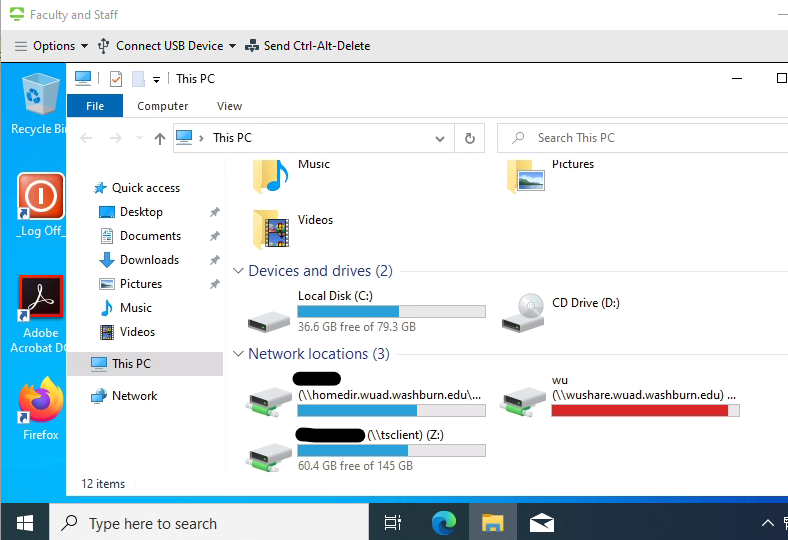 Faculty and Staff
Options Connect USB Device Send Ctrl-Alt-Delete
This PC
File Computer View
This PC
Search This PC
Recycle Bi
_Log Off_
Adobe
Acrobat D
Firefox
Quick access
Desktop
Documents
Downloads
Pictures
Music
Videos
This PC
Network
Music
Pictures
Videos
Devices and drives (2)
Local Disk (C:)
36.6 GB free of 79.3 GB
CD Drive (D:)
Network locations (3)
(\\homedir.wuad.washburn.edu\...
wu
(\\wushare.wuad.washburn.edu) ...
(\\tsclient) (Z:)
60.4 GB free of 145 GB
12 items
Type here to search